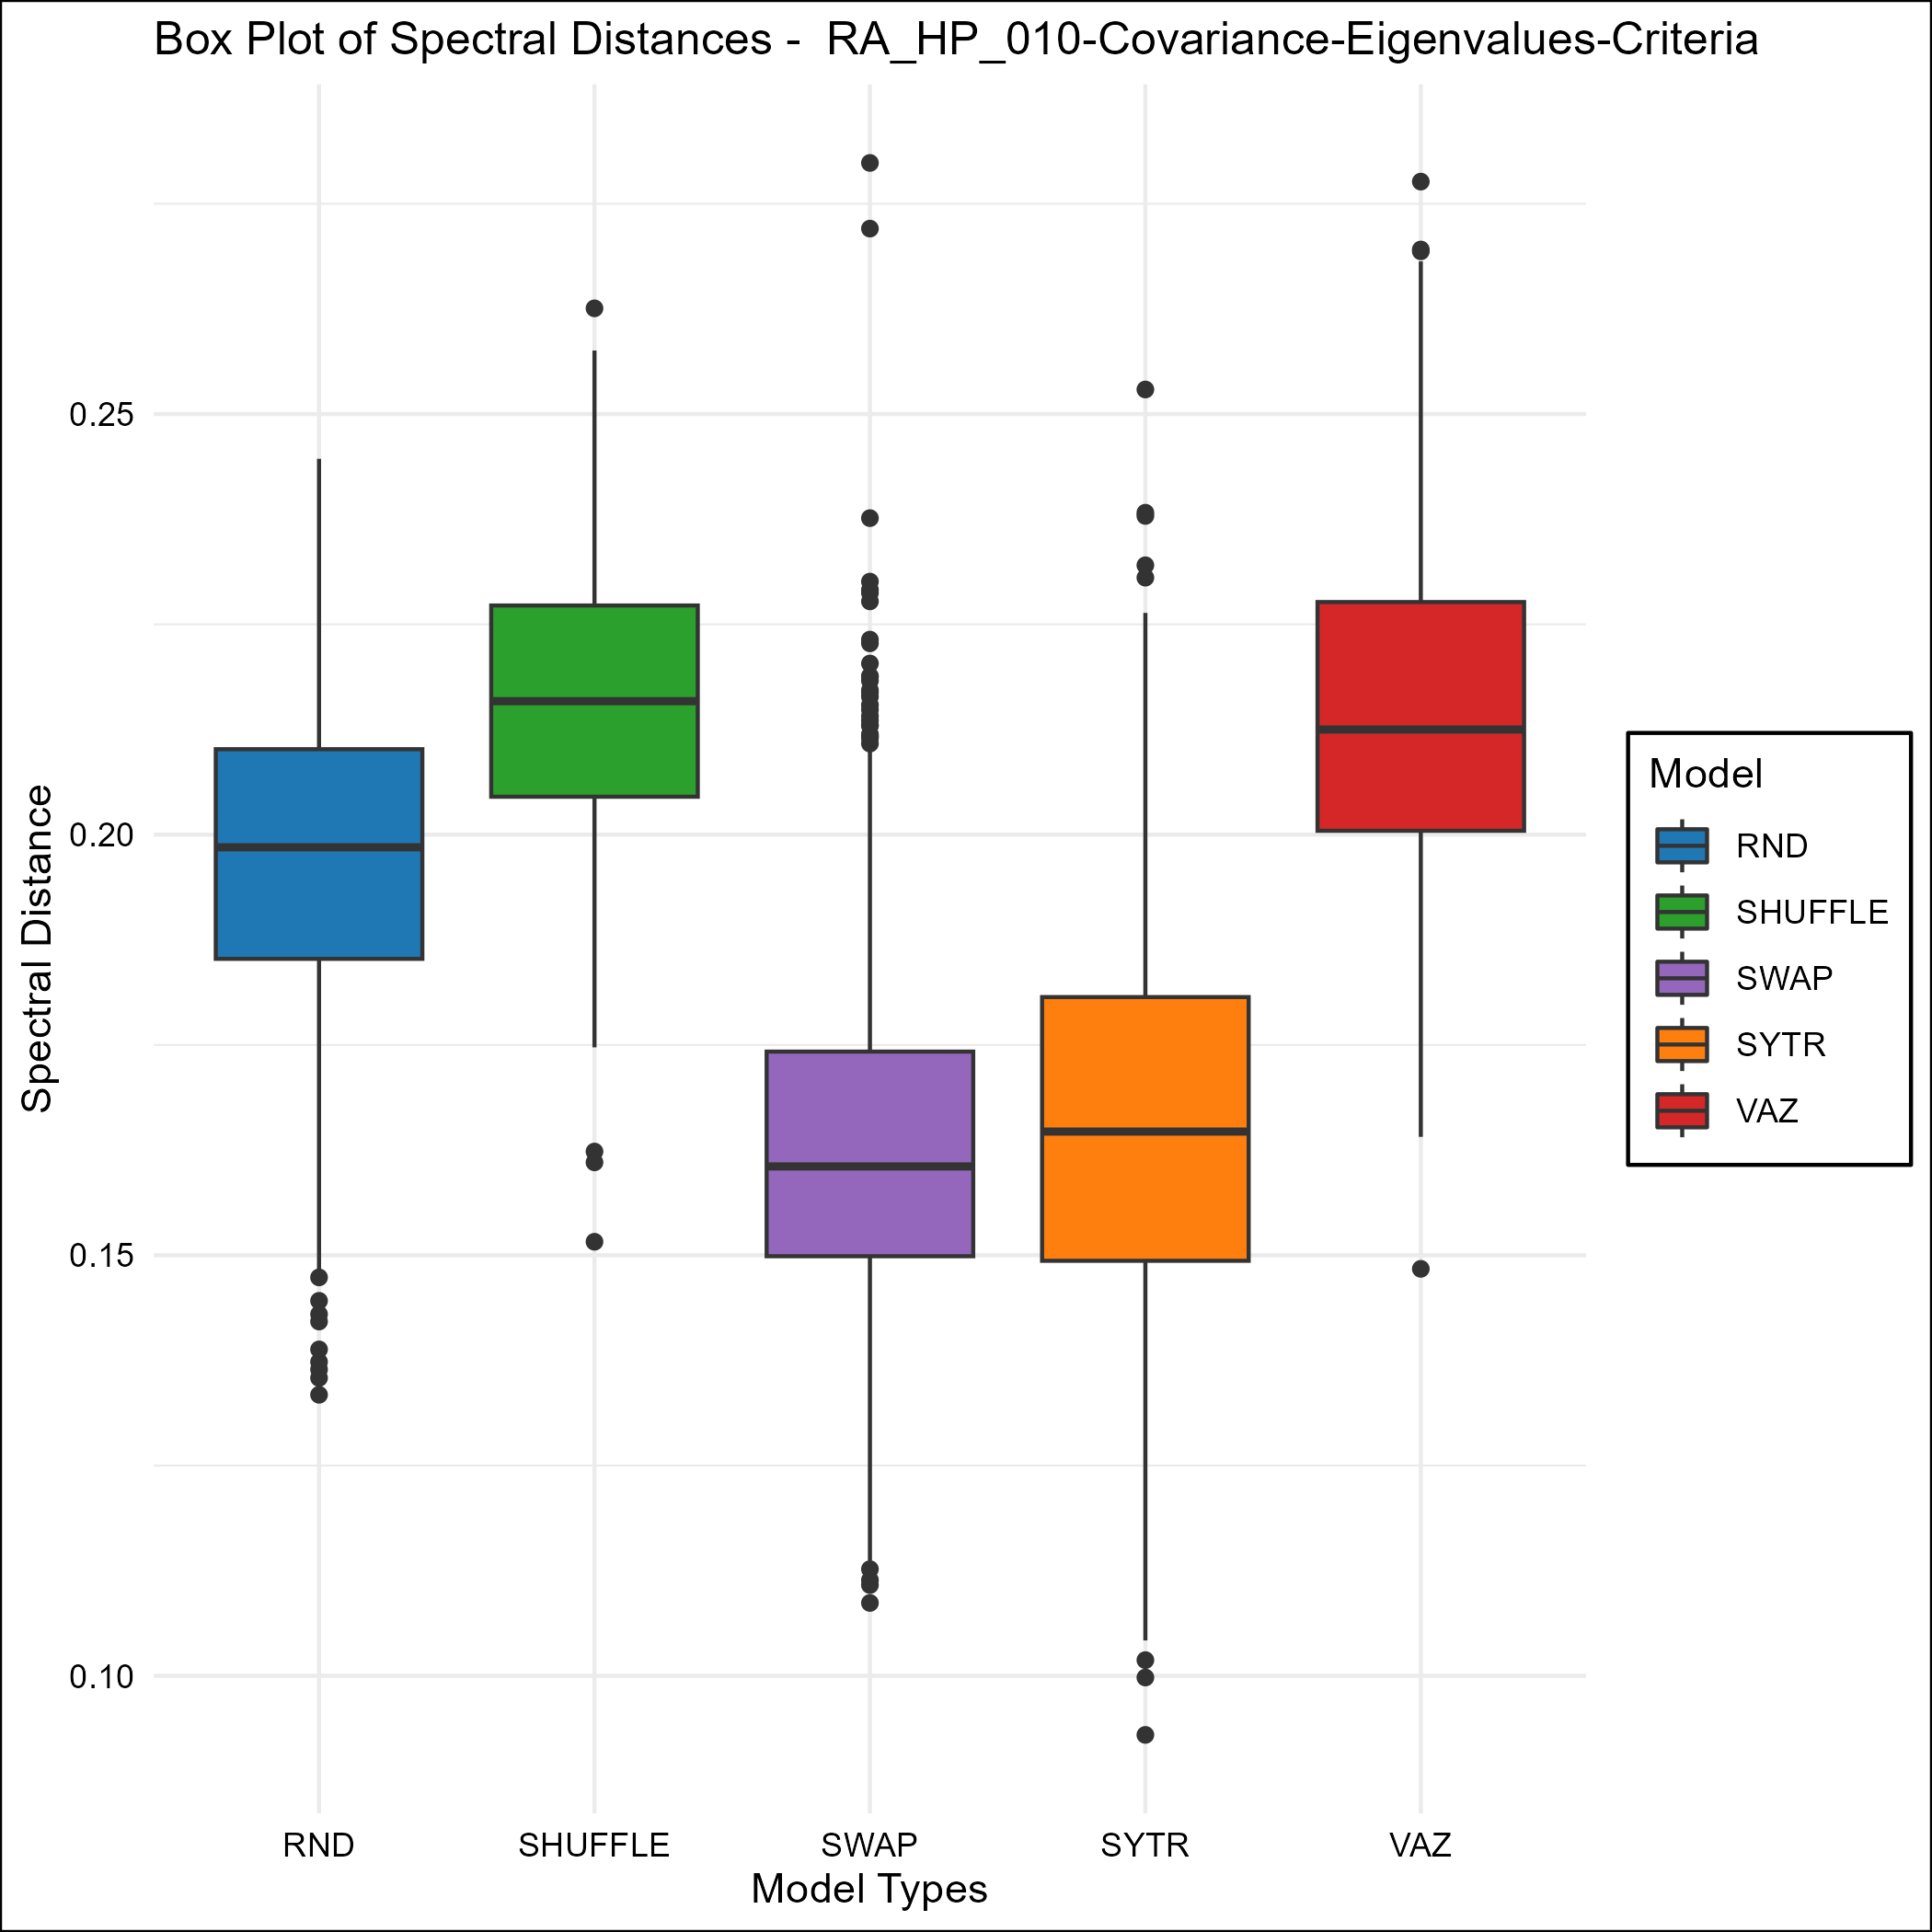 Box Plot of Spectral Distances -  RA_HP_010-Covariance-Eigenvalues-Criteria
Spectral Distance
0.25
0.20
0.15
0.10
RND
SHUFFLE
SWAP
SYTR
VAZ
Model Types
Model
RND
SHUFFLE
SWAP
SYTR
VAZ